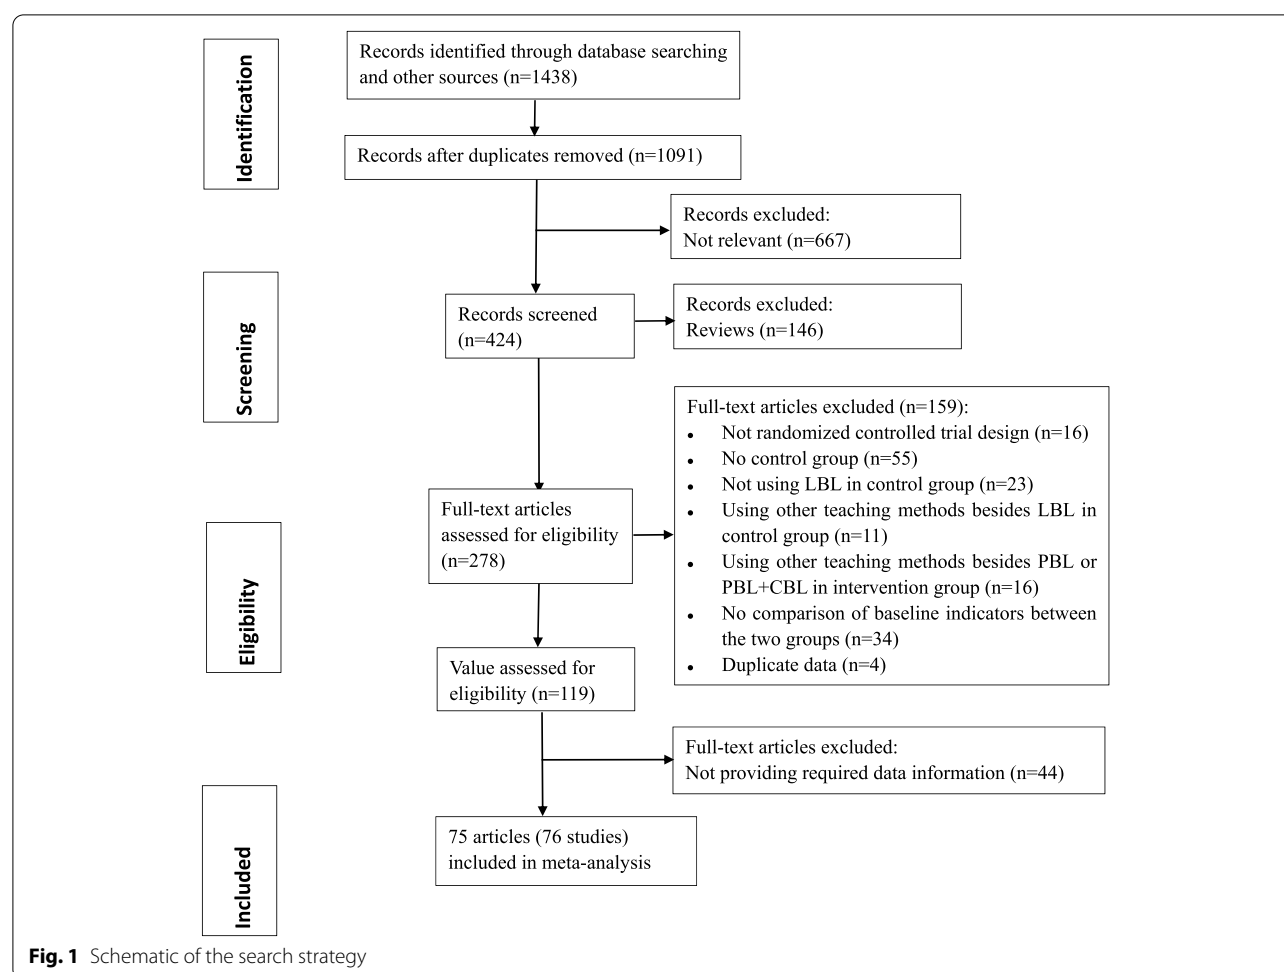 Identification
Records identified through database searching
and other sources (n=1438)
Records after duplicates removed (n=1091)
Records excluded:
Not relevant (n=667)
Screening
Records screened
(n=424)
Records excluded:
Reviews (n=146)
Eligibility
Full-text articles
assessed for eligibility
(n=278)
Full-text articles excluded (n=159):
• Not randomized controlled trial design (n=16)
• No control group (n=55)
• Not using LBL in control group (n=23)
• Using other teaching methods besides LBL in
control group (n=11)
• Using other teaching methods besides PBL or
PBL+CBL in intervention group (n=16)
• No comparison of baseline indicators between
the two groups (n=34)
• Duplicate data (n=4)
Value assessed for
eligibility (n=119)
Full-text articles excluded:
Not providing required data information (n=44)
Included
75 articles (76 studies)
included in meta-analysis
Fig. 1 Schematic of the search strategy